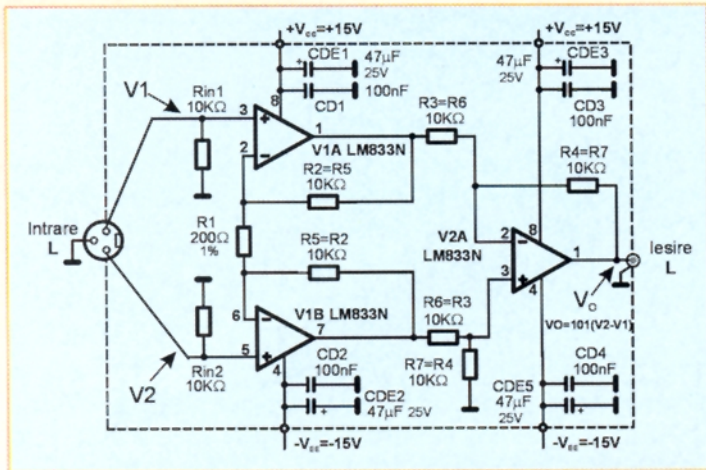 +Vcc=+15V
+Vcc=+15V
CDE1
47µF
25V
CD1
100nF
47µF
25V
CDE3
CD3
100nF
V1
Rin1
10KΩ
3
8
2
1
V1A LM833N
R3=R6
10KΩ
R4=R7
10KΩ
R2=R5
10KΩ
Intrare
L
R1
200Ω
1%
R5=R2
10KΩ
V2A
LM833N
2
3
8
1
4
Iesire
L
Vo
VO=101(V2-V1)
6
5
V1B LM833N
7
4
R6=R3
10KΩ
R7=R4
10KΩ
Rin2
10KΩ
V2
CD2
100nF
CDE2
47µF 25V
CD4
100nF
CDE5
47µF
25V
-Vcc=-15V
-Vcc=-15V